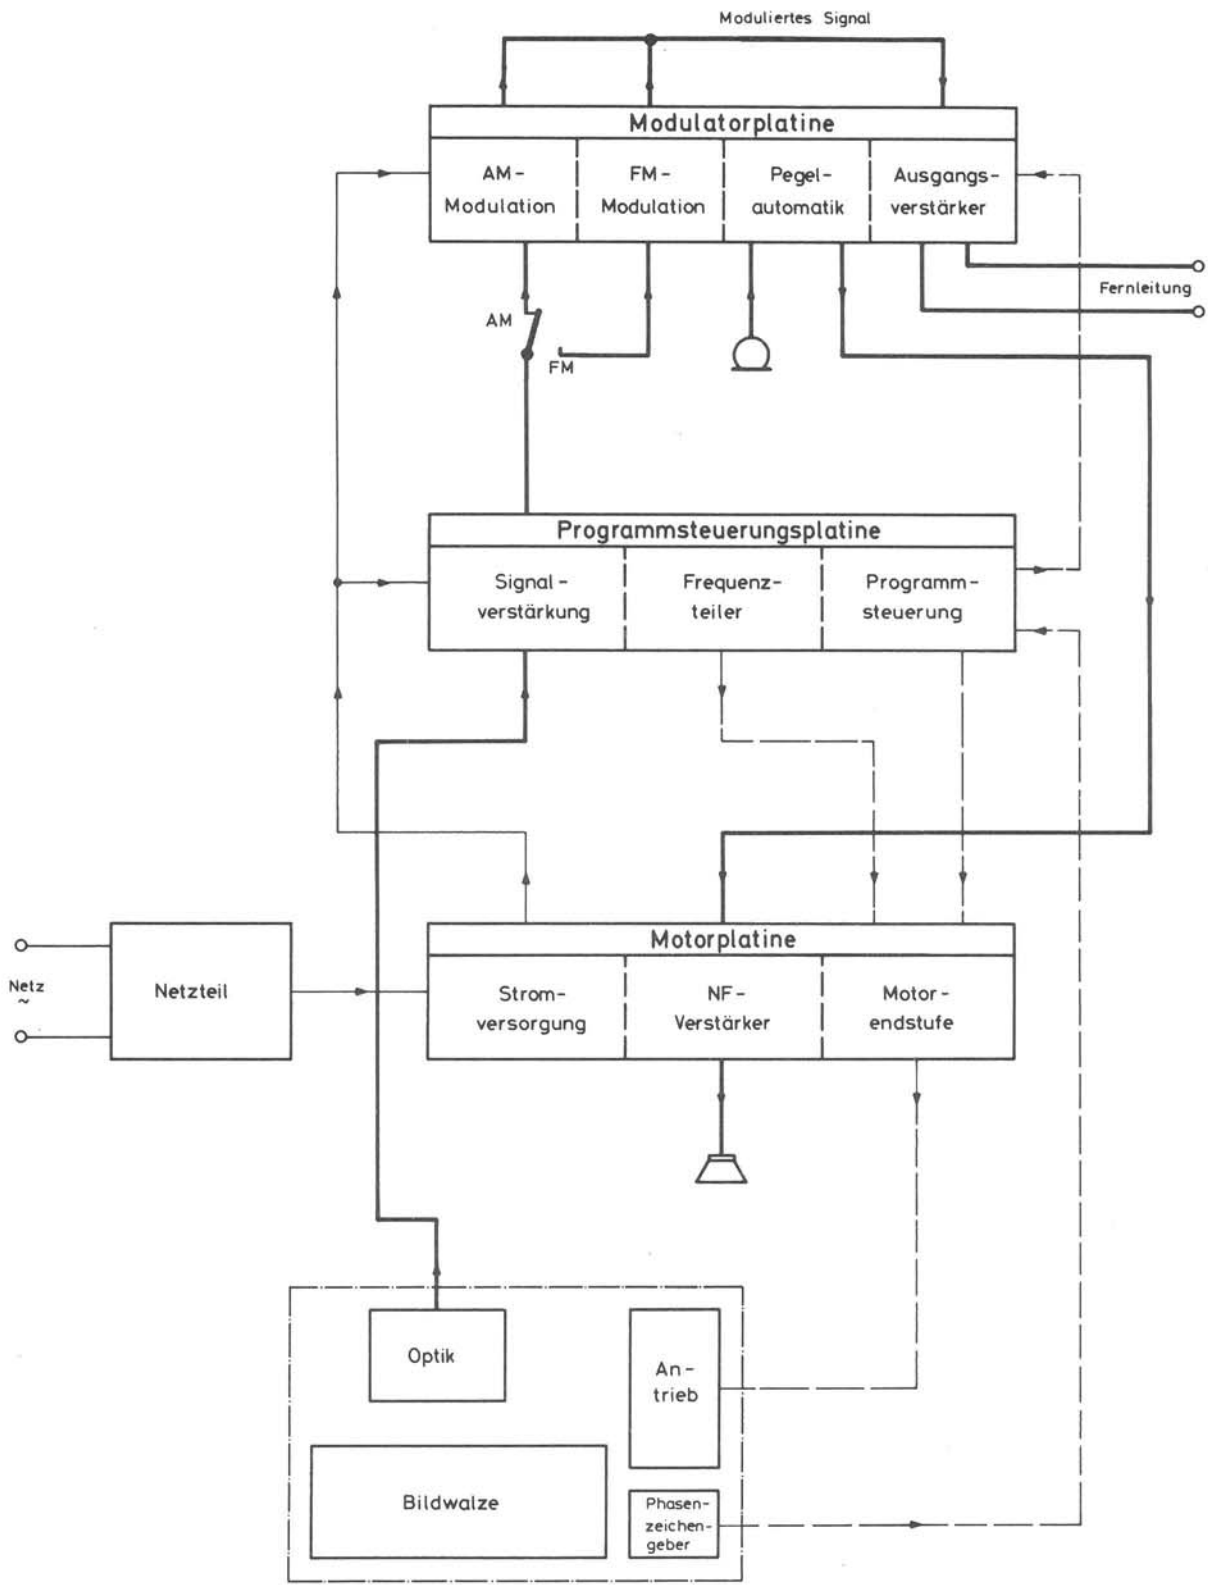 Moduliertes Signal
Modulatorplatine
AM-
Modulation
FM-
Modulation
Pegel-
automatik
Ausgangs-
verstärker
Fernleitung
AM
FM
Programmsteuerungsplatine
Signal-
verstärkung
Frequenz-
teiler
Programm-
steuerung
Motorplatine
Netz
~
Netzteil
Strom-
versorgung
NF-
Verstärker
Motor-
endstufe
Optik
An-
trieb
Bildwalze
Phasen-
zeichen-
geber